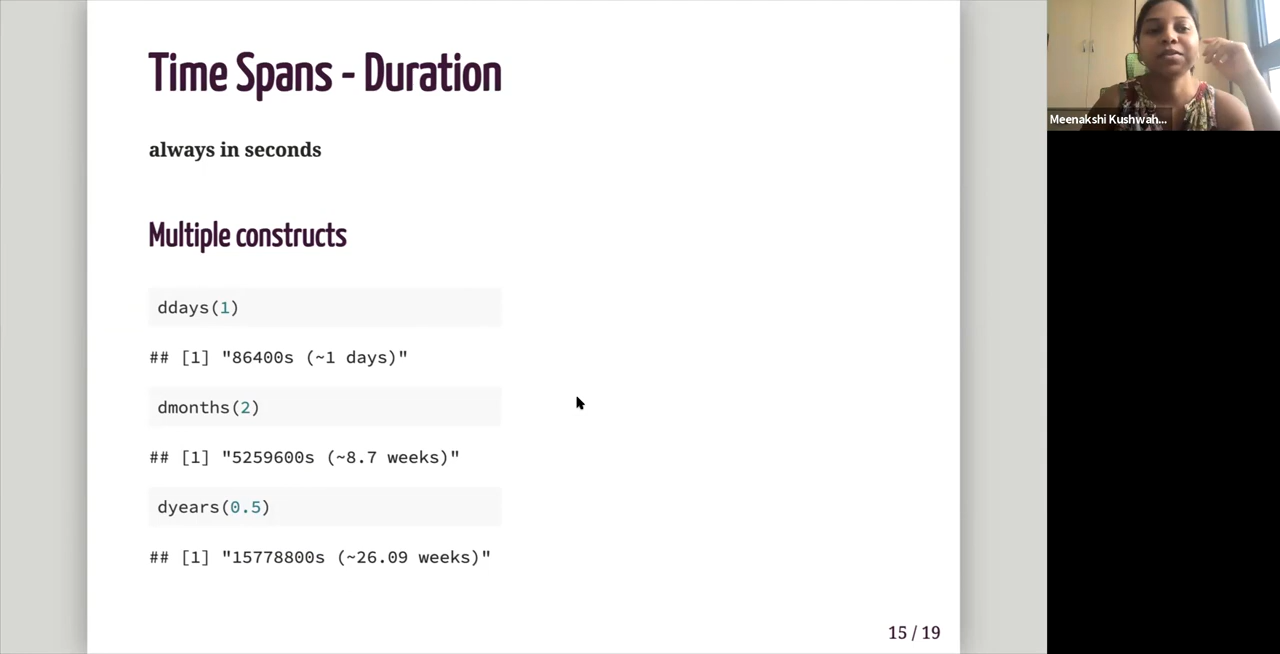 Time Spans - Duration
always in seconds
Multiple constructs
ddays(1)
## [1] "86400s (~1 days)"
dmonths(2)
## [1] "5259600s (~8.7 weeks)"
dyears(0.5)
## [1] "15778800s (~26.09 weeks)"
15 / 19
Meenakshi Kushwah...